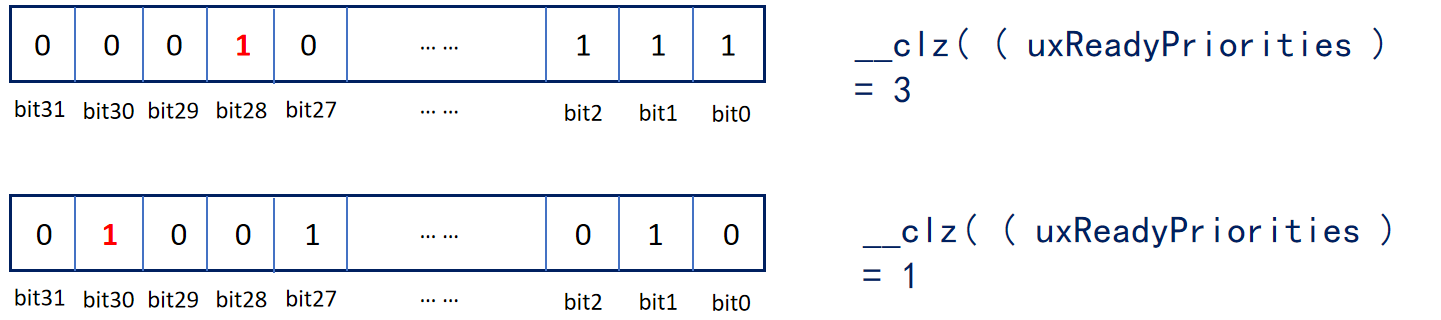 0 0 0 1 0 ... ... 1 1 1
bit31 bit30 bit29 bit28 bit27 ... ... bit2 bit1 bit0
__clz( ( uxReadyPriorities )
= 3
0 1 0 0 1 ... ... 0 1 0
bit31 bit30 bit29 bit28 bit27 ... ... bit2 bit1 bit0
__clz( ( uxReadyPriorities )
= 1